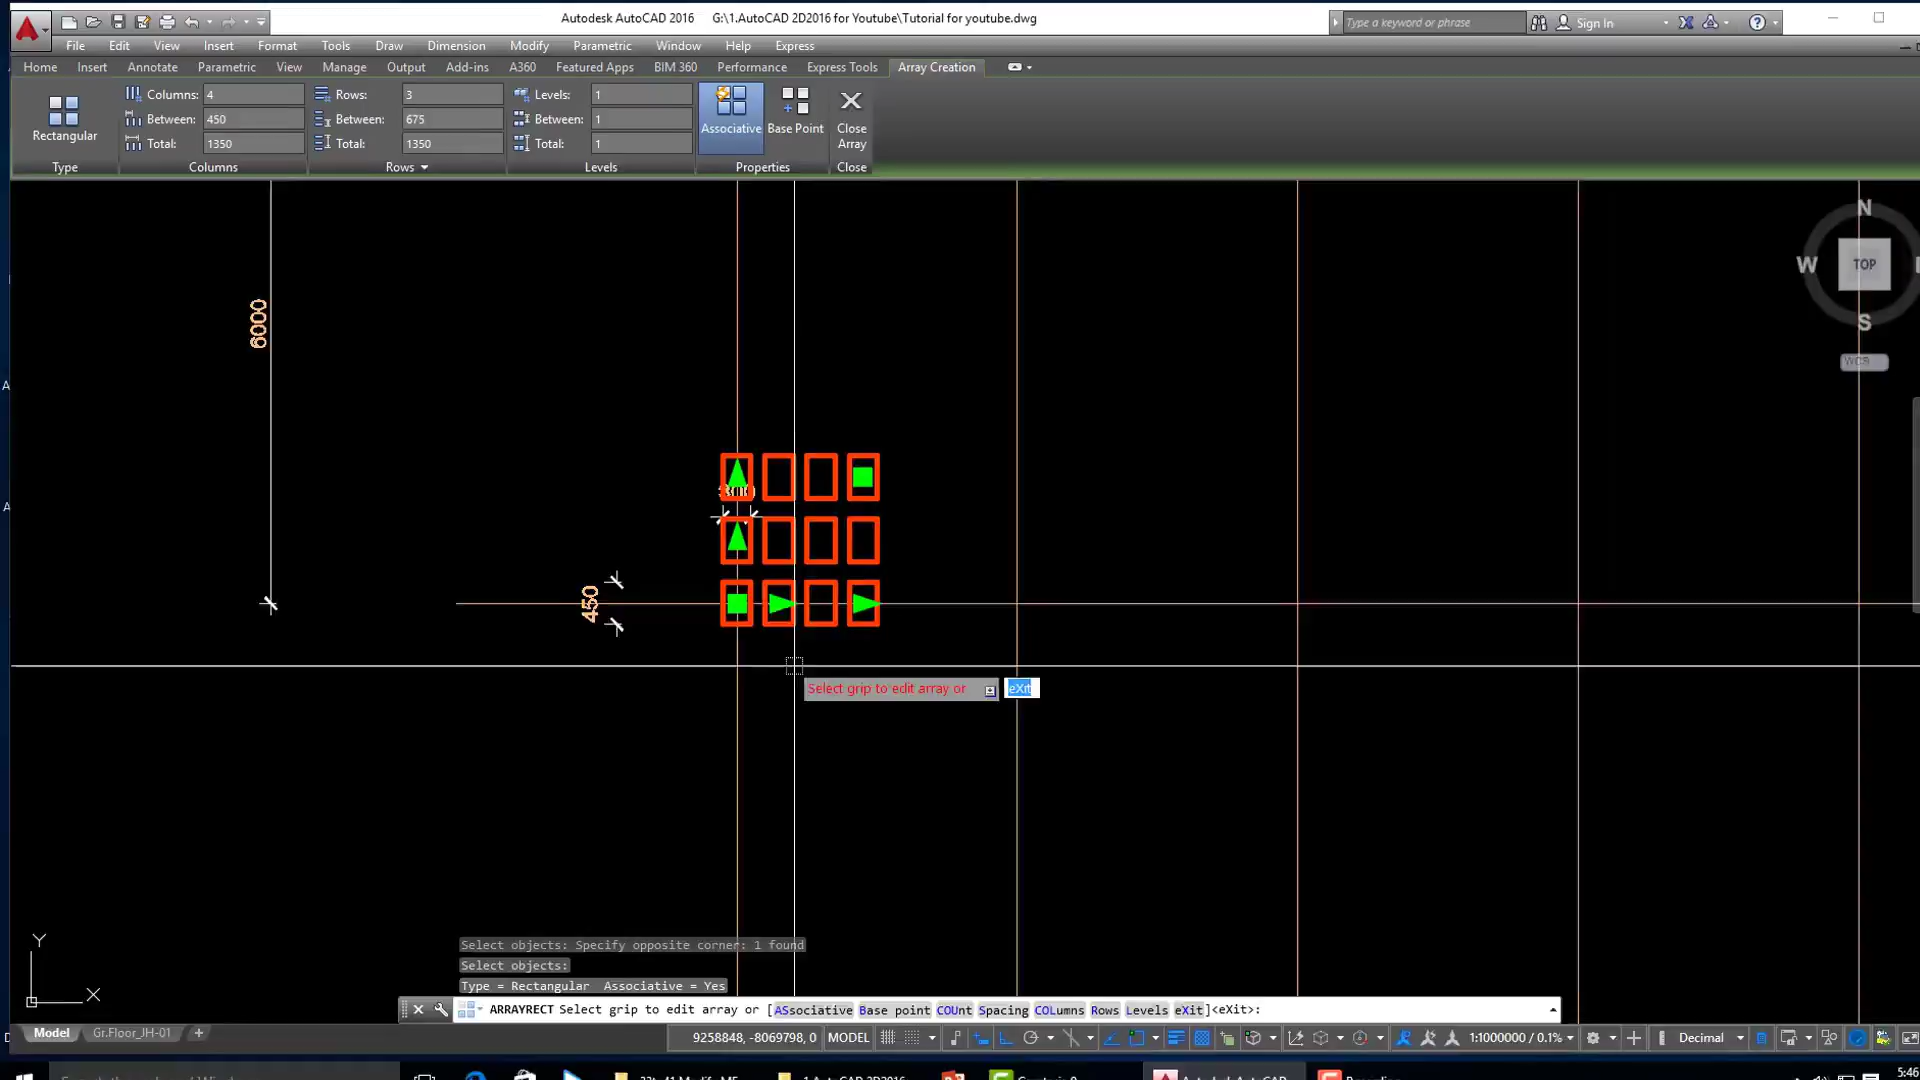 Autodesk AutoCAD 2016 G:\1.AutoCAD 2D2016 for Youtube\Tutorial for youtube.dwg
Type a keyword or phrase
Sign In
File Edit View Insert Format Tools Draw Dimension Modify Parametric Window Help Express
Home Insert Annotate Parametric View Manage Output Add-ins A360 Featured Apps BIM 360 Performance Express Tools Array Creation
Rectangular
Columns: 4
Between: 450
Total: 1350
Rows: 3
Between: 675
Total: 1350
Levels: 1
Between: 1
Total: 1
Associative
Base Point
Close Array
Type Columns Rows Levels Properties Close
N
W
TOP
S
WCS
6000
450
Select grip to edit array or eXit
Select objects: Specify opposite corner: 1 found
Select objects:
Type = Rectangular Associative = Yes
ARRAYRECT Select grip to edit array or [ASsociative Base point COUnt Spacing COLumns Rows Levels eXit]<eXit>:
Y
X
Model Gr.Floor_JH-01
9258848, -8069798, 0 MODEL
1:1000000 / 0.1%
Decimal
5:46